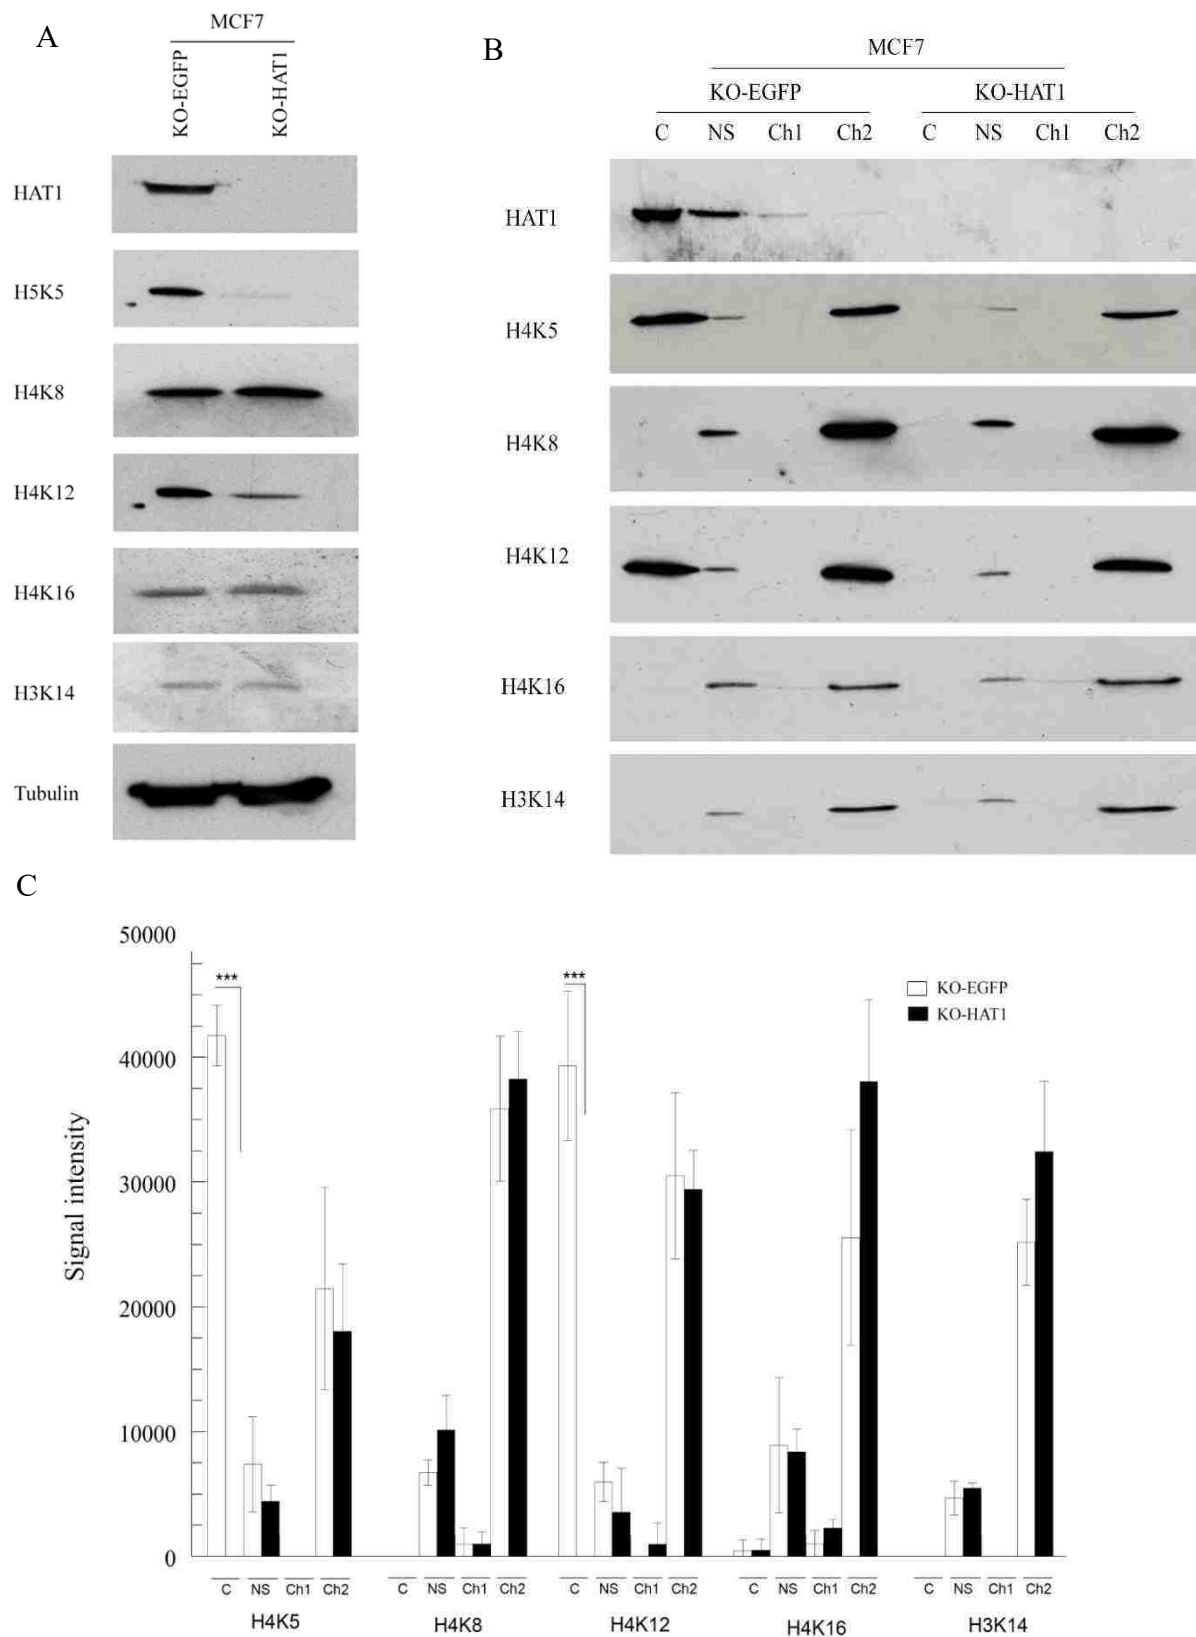 A
MCF7
KO-EGFP
KO-HAT1
HAT1
H5K5
H4K8
H4K12
H4K16
H3K14
Tubulin
B
MCF7
KO-EGFP KO-HAT1
C NS Ch1 Ch2 C NS Ch1 Ch2
HAT1
H4K5
H4K8
H4K12
H4K16
H3K14
C
Signal intensity
50000
40000
30000
20000
10000
0
***
***
KO-EGFP
KO-HAT1
C NS Ch1 Ch2 C NS Ch1 Ch2 C NS Ch1 Ch2 C NS Ch1 Ch2 C NS Ch1 Ch2
H4K5 H4K8 H4K12 H4K16 H3K14